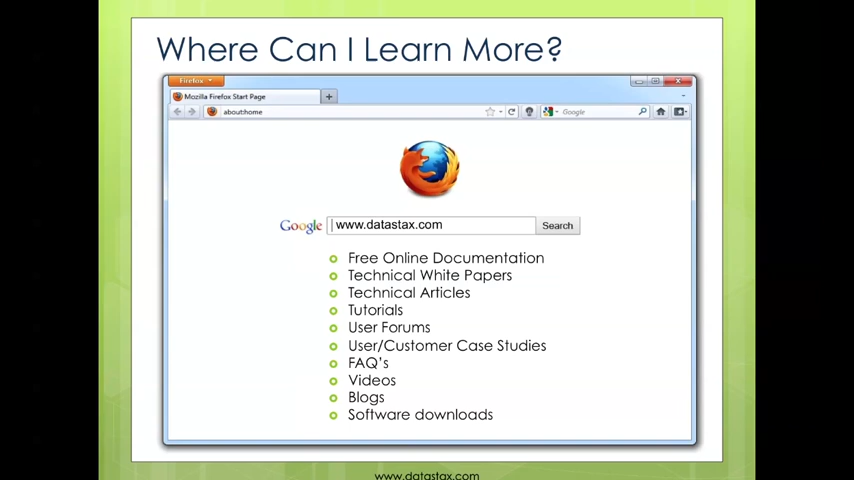 Where Can I Learn More?
Firefox
Mozilla Firefox Start Page
about:home
Google
Google www.datastax.com Search
Free Online Documentation
Technical White Papers
Technical Articles
Tutorials
User Forums
User/Customer Case Studies
FAQ's
Videos
Blogs
Software downloads
www.datastax.com